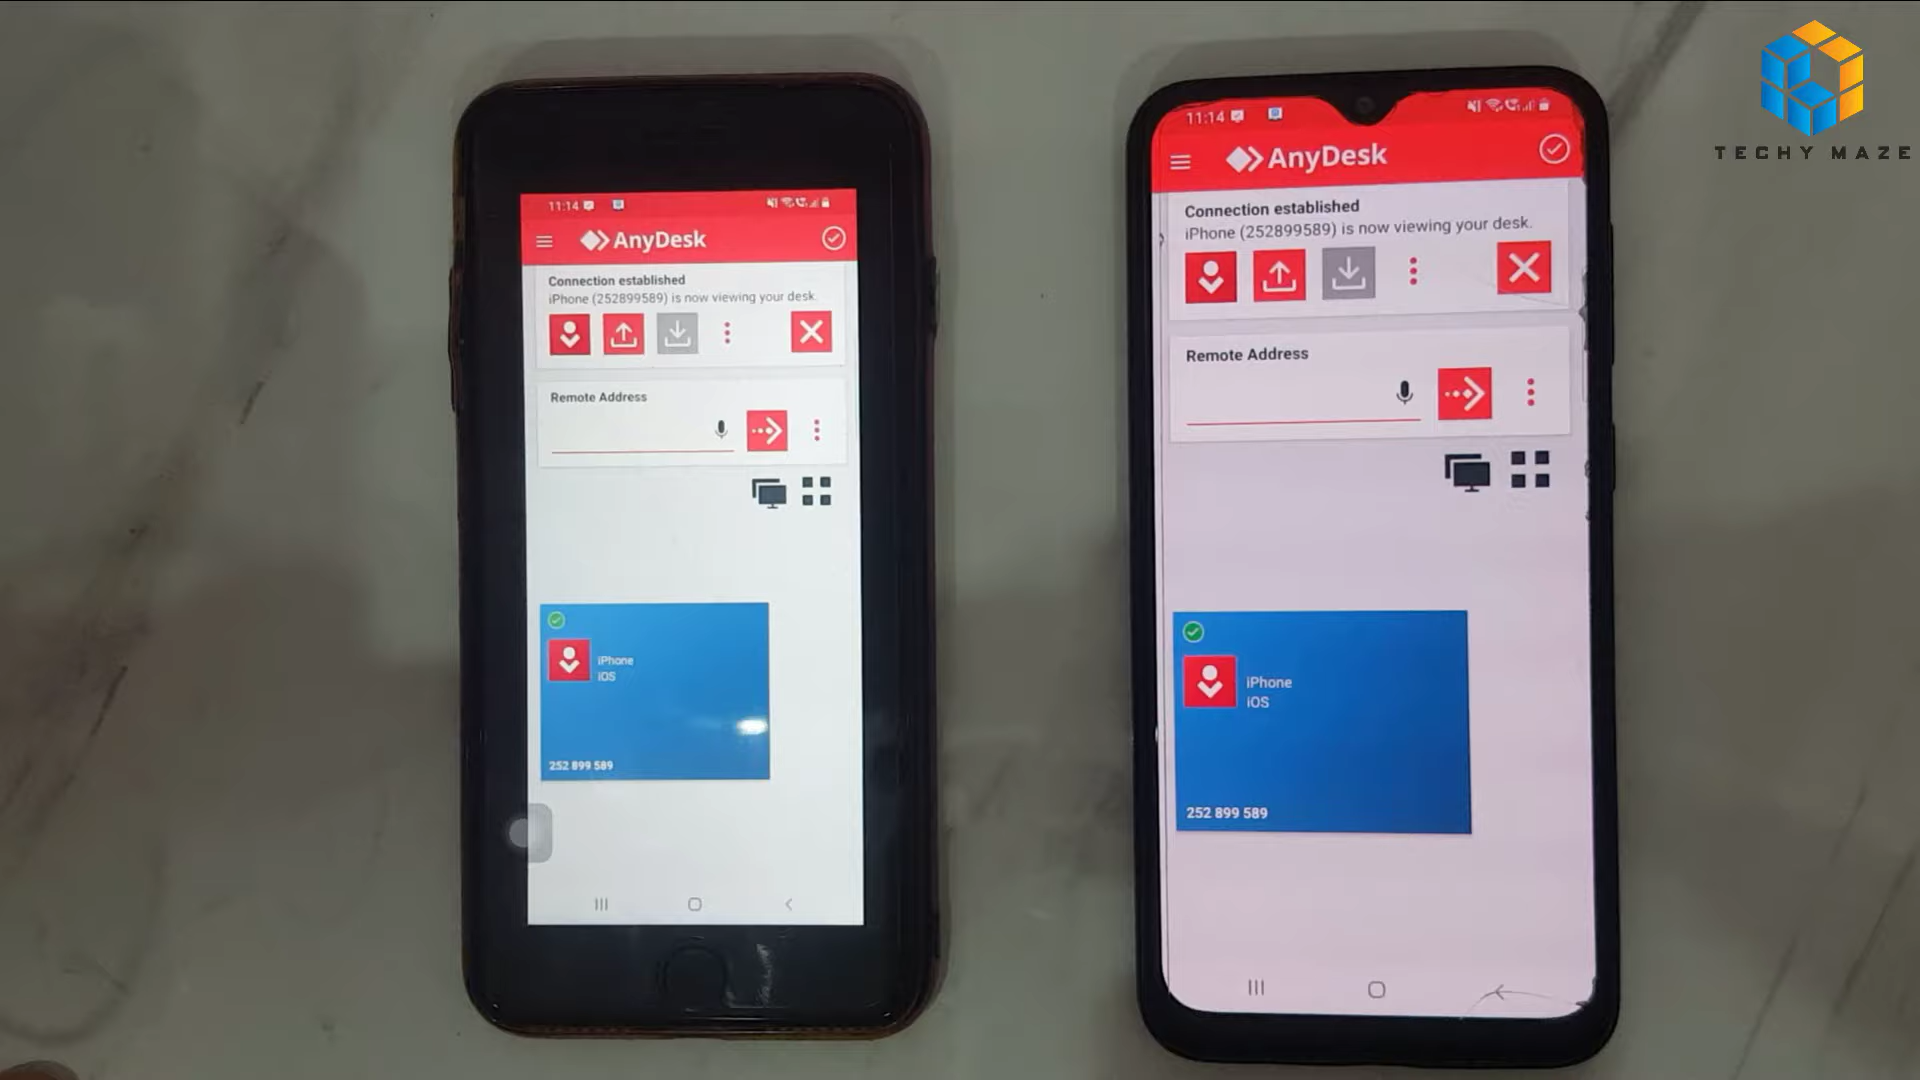 11:14
AnyDesk
Connection established
iPhone (252899589) is now viewing your desk.
Remote Address
iPhone
iOS
252 899 589
11:14
AnyDesk
Connection established
iPhone (252899589) is now viewing your desk.
Remote Address
iPhone
iOS
252 899 589
TECHY MAZE